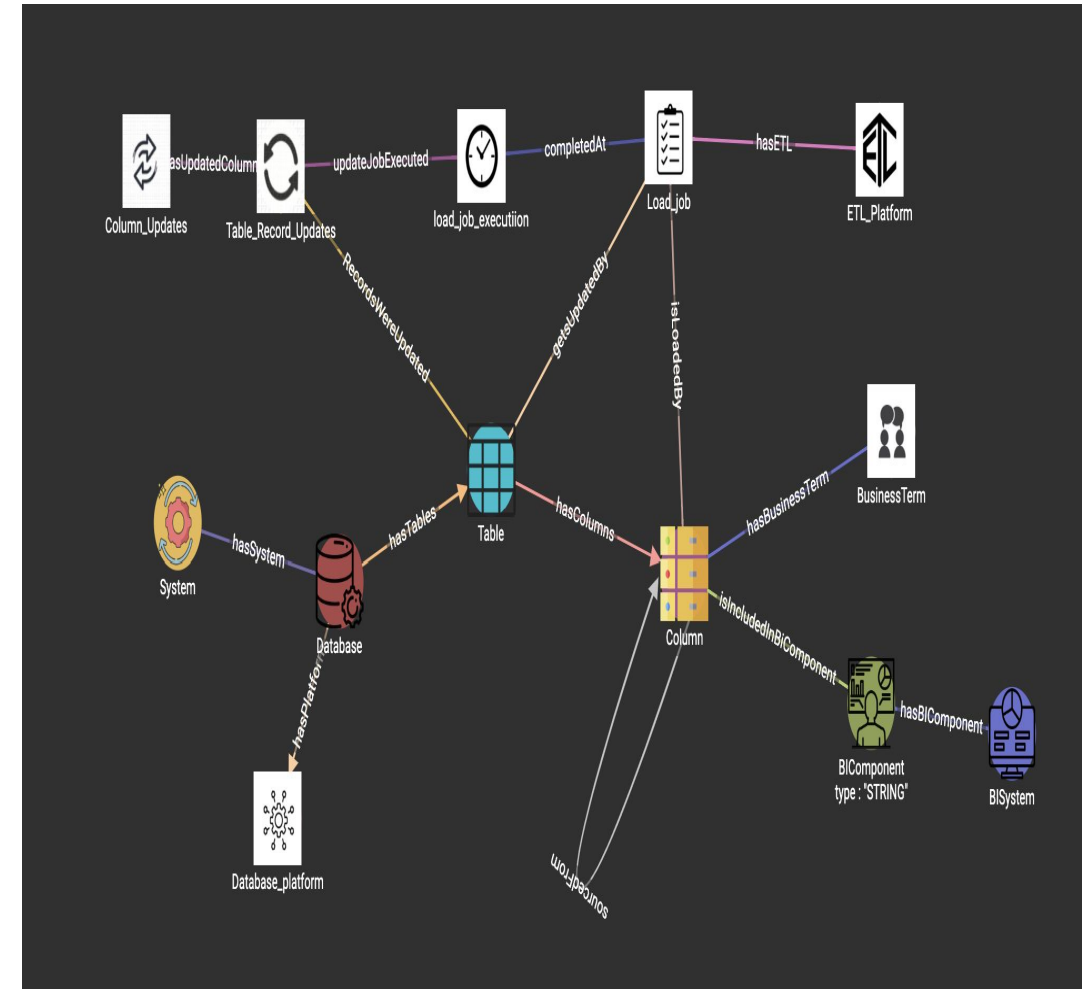 hasUpdatedColumn
updateJobExecuted
completedAt
hasETL
Column_Updates
Table_Record_Updates
load_job_executiion
Load_job
ETL_Platform
RecordsWereUpdated
getsUpdatedBy
isLoadedBy
hasBusinessTerm
BusinessTerm
hasTables
hasColumns
Table
hasSystem
System
Database
Column
isIncludedInBiComponent
hasPlatform
hasBIComponent
BIComponent
type : "STRING"
BISystem
Database_platform
sourcedFrom